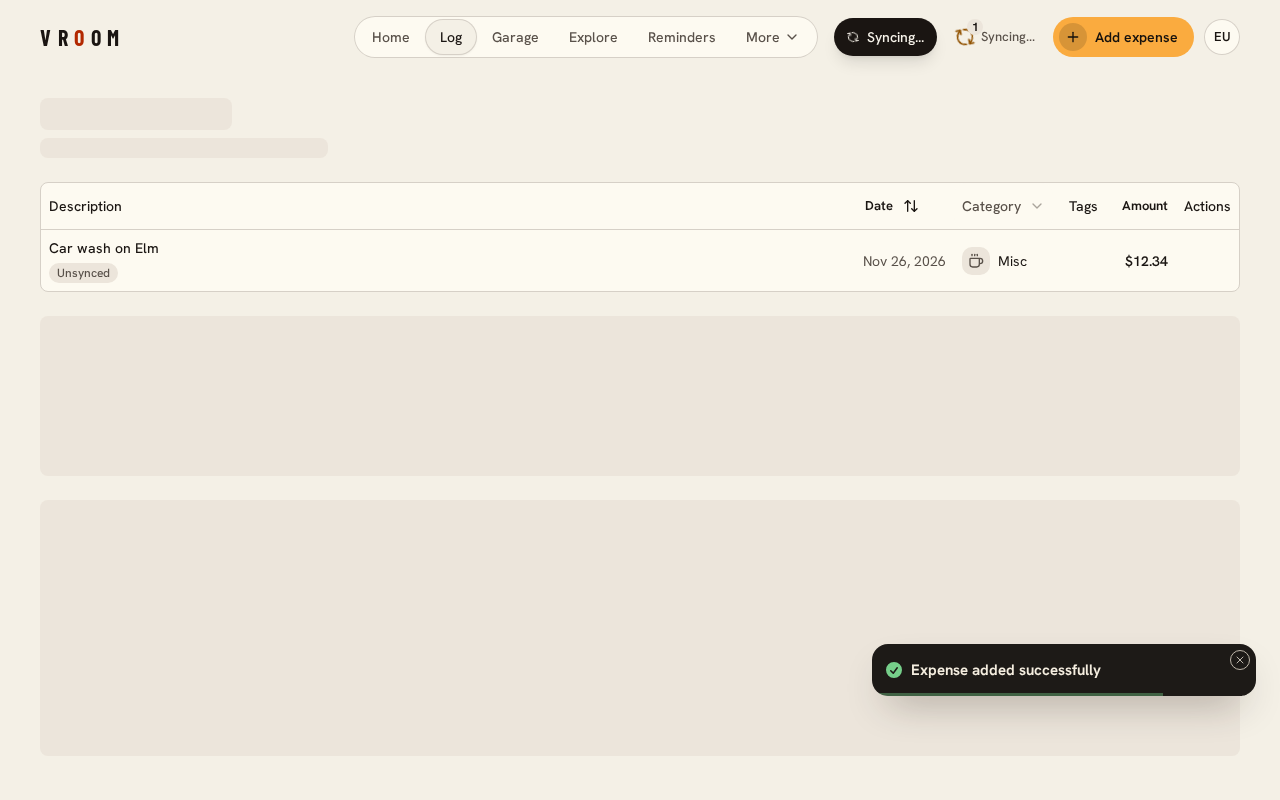 VROOM
Home
Log
Garage
Explore
Reminders
More
Syncing...
1
Syncing...
Add expense
EU
Description
Date
Category
Tags
Amount
Actions
Car wash on Elm
Unsynced
Nov 26, 2026
Misc
$12.34
Expense added successfully